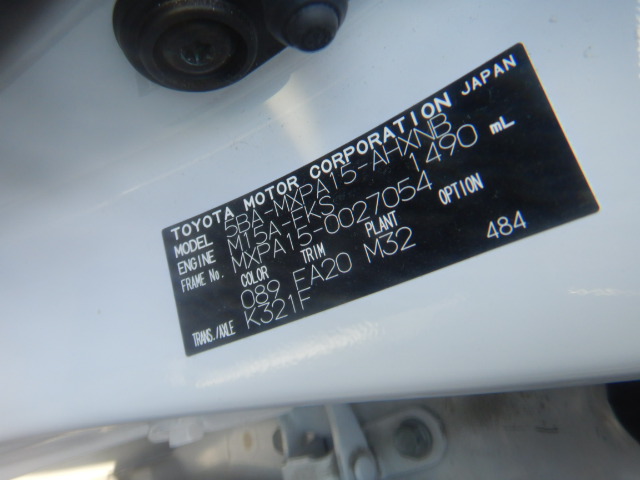 TOYOTA MOTOR CORPORATION JAPAN
MODEL 5BA-MXPA15-AHXNB
ENGINE M15A-FKS 1490 mL
FRAME No. MXPA15-0027054
COLOR TRIM PLANT OPTION
089 EA20 M32 484
TRANS./AXLE K321F